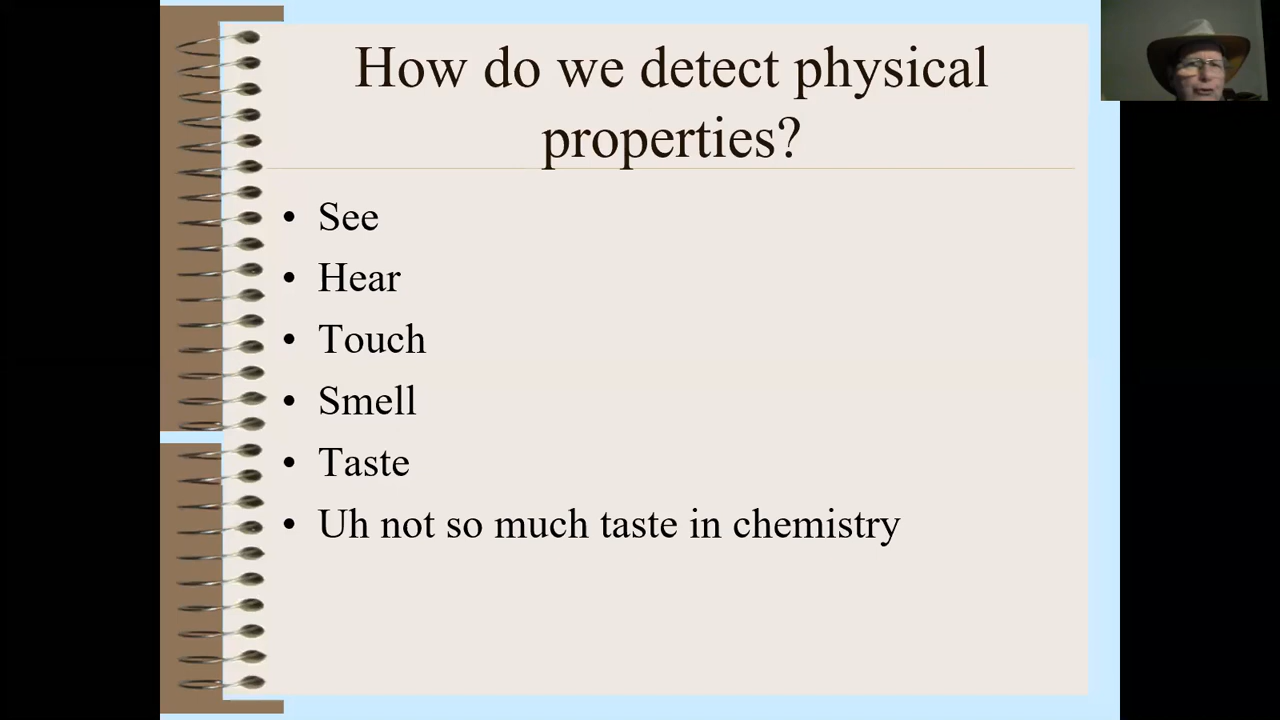 How do we detect physical
properties?
• See
• Hear
• Touch
• Smell
• Taste
• Uh not so much taste in chemistry